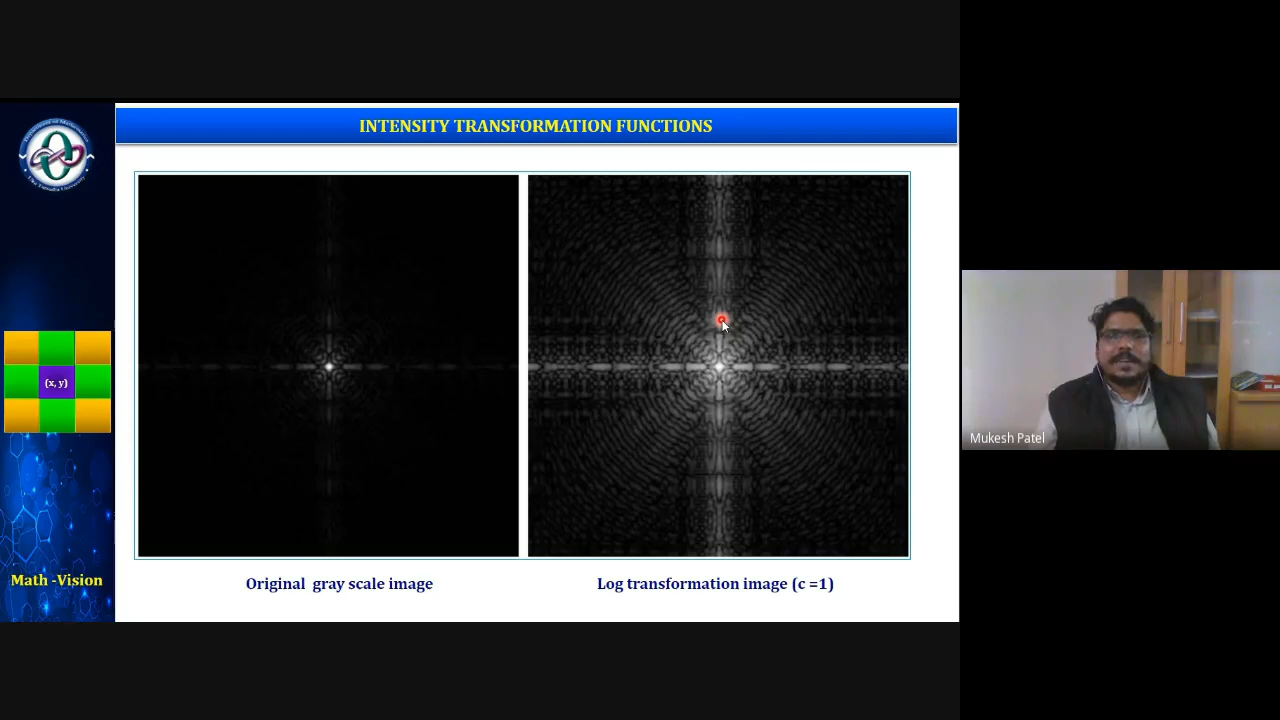 INTENSITY TRANSFORMATION FUNCTIONS
(x, y)
Math -Vision
Original gray scale image
Log transformation image (c =1)
Mukesh Patel